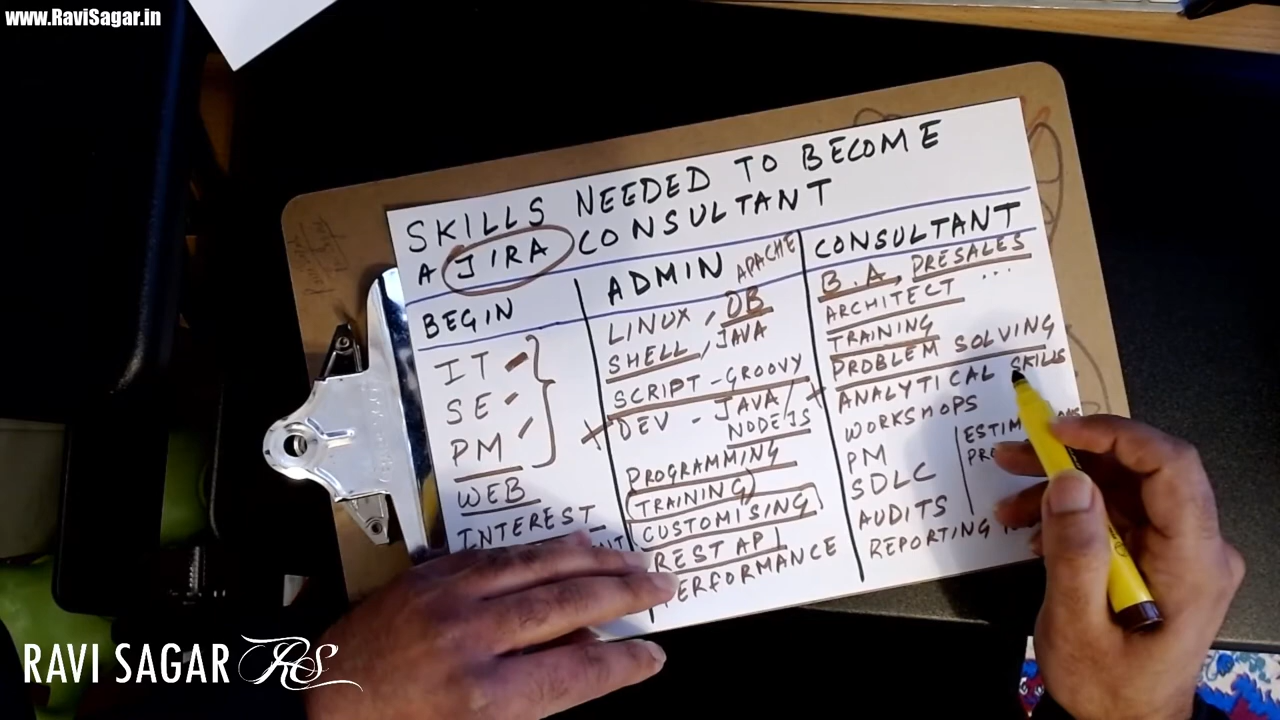 www.RaviSagar.in
SKILLS NEEDED TO BECOME
A JIRA CONSULTANT
BEGIN
IT
SE
PM
WEB
INTEREST
ADMIN APACHE
LINUX, DB
SHELL, JAVA
SCRIPT - GROOVY
DEV - JAVA/
NODEJS
PROGRAMMING
(TRAINING)
CUSTOMISING
REST API
PERFORMANCE
CONSULTANT
B.A, PRESALES
ARCHITECT ...
TRAINING
PROBLEM SOLVING
ANALYTICAL SKILLS
WORKSHOPS
PM
SDLC
AUDITS
REPORTING
RAVI SAGAR RS